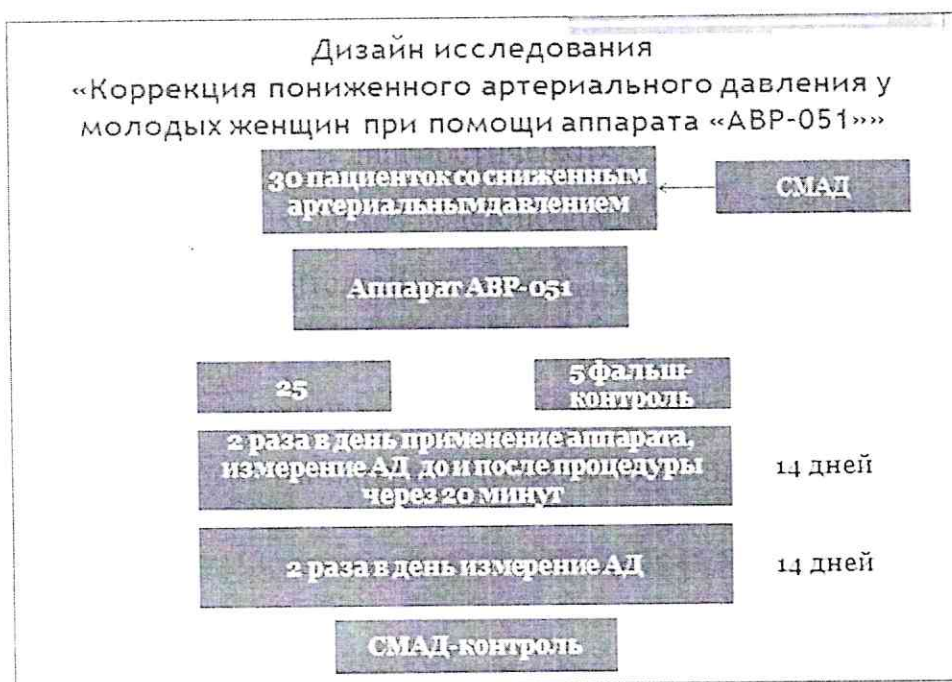 Дизайн исследования
«Коррекция пониженного артериального давления у
молодых женщин при помощи аппарата «АВР-051»»
30 пациенток со сниженным
артериальным давлением
СМАД
Аппарат АВР-051
25
5 фальш-
контроль
2 раза в день применение аппарата,
измерение АД до и после процедуры
через 20 минут
14 дней
2 раза в день измерение АД
14 дней
СМАД-контроль